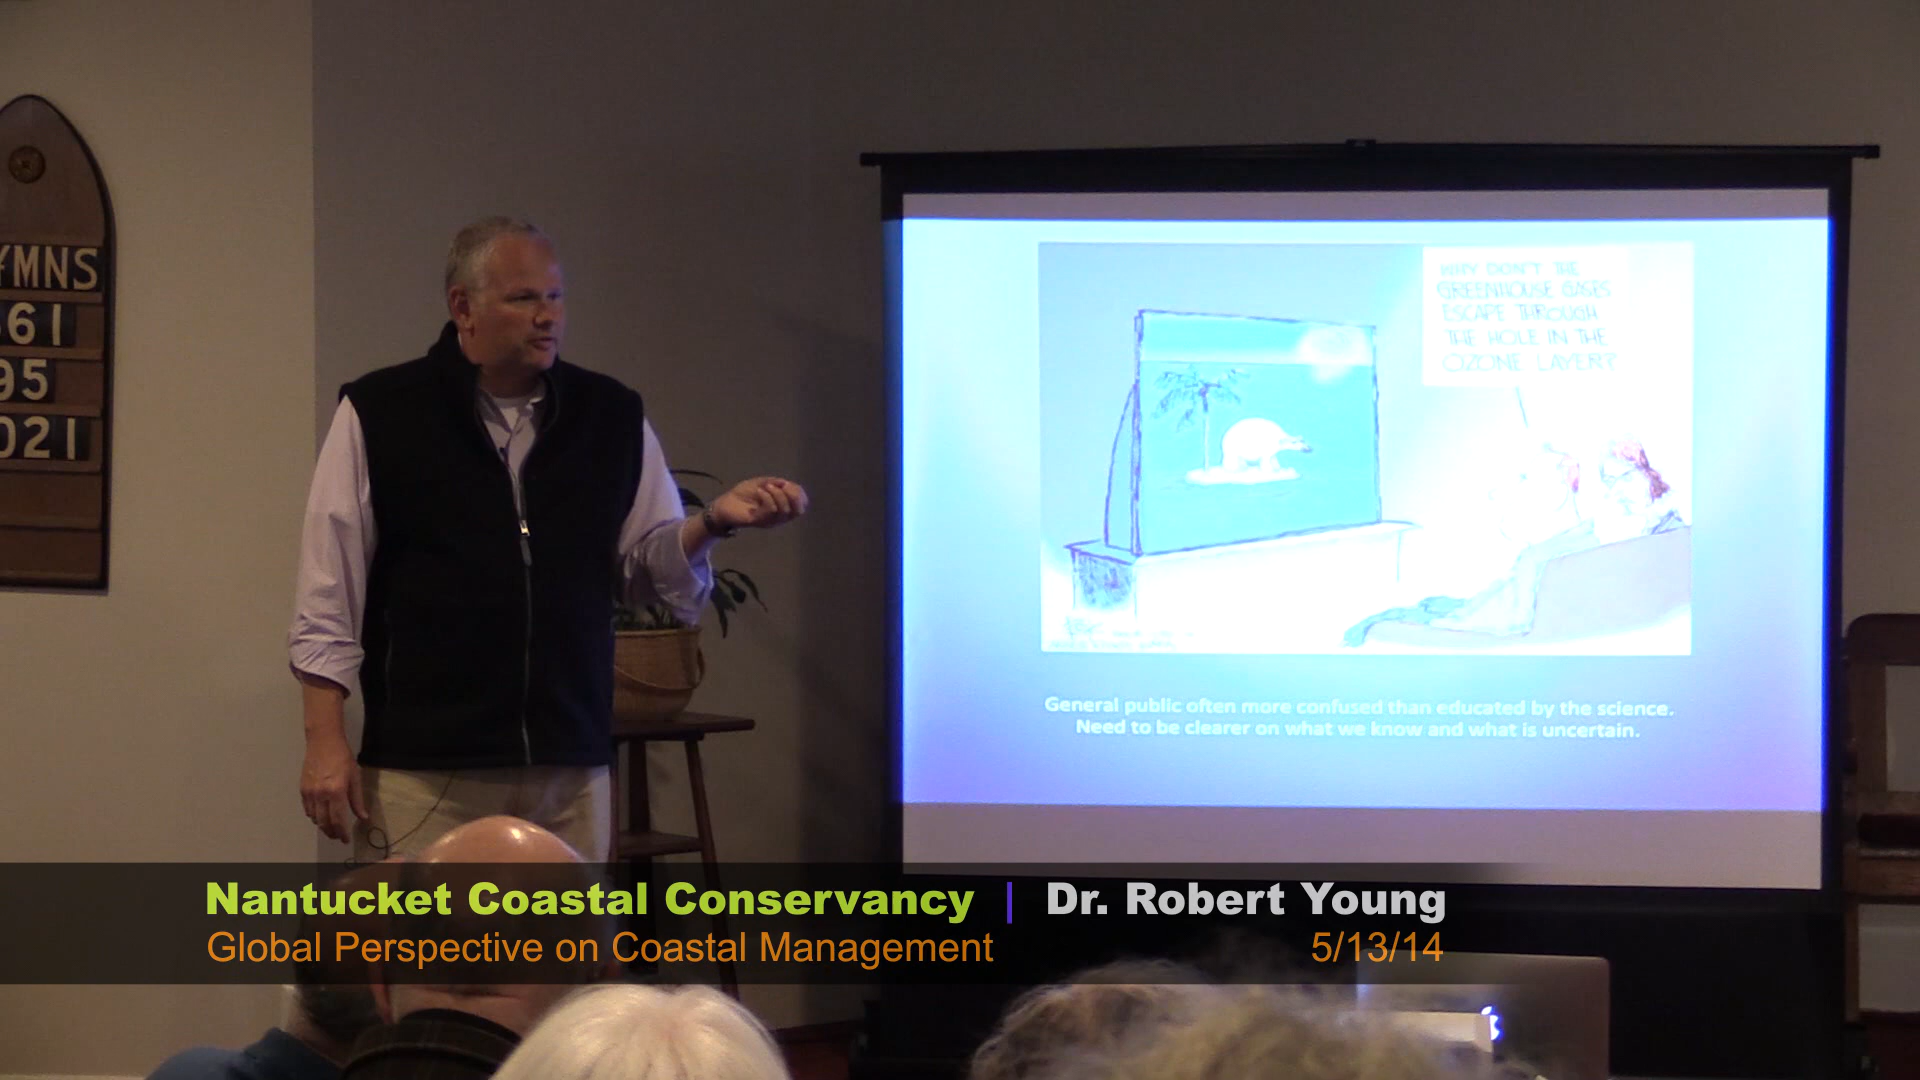 YMNS
61
95
021
WHY DON'T THE
GREENHOUSE GASES
ESCAPE THROUGH
THE HOLE IN THE
OZONE LAYER?
General public often more confused than educated by the science.
Need to be clearer on what we know and what is uncertain.
Nantucket Coastal Conservancy | Dr. Robert Young
Global Perspective on Coastal Management 5/13/14